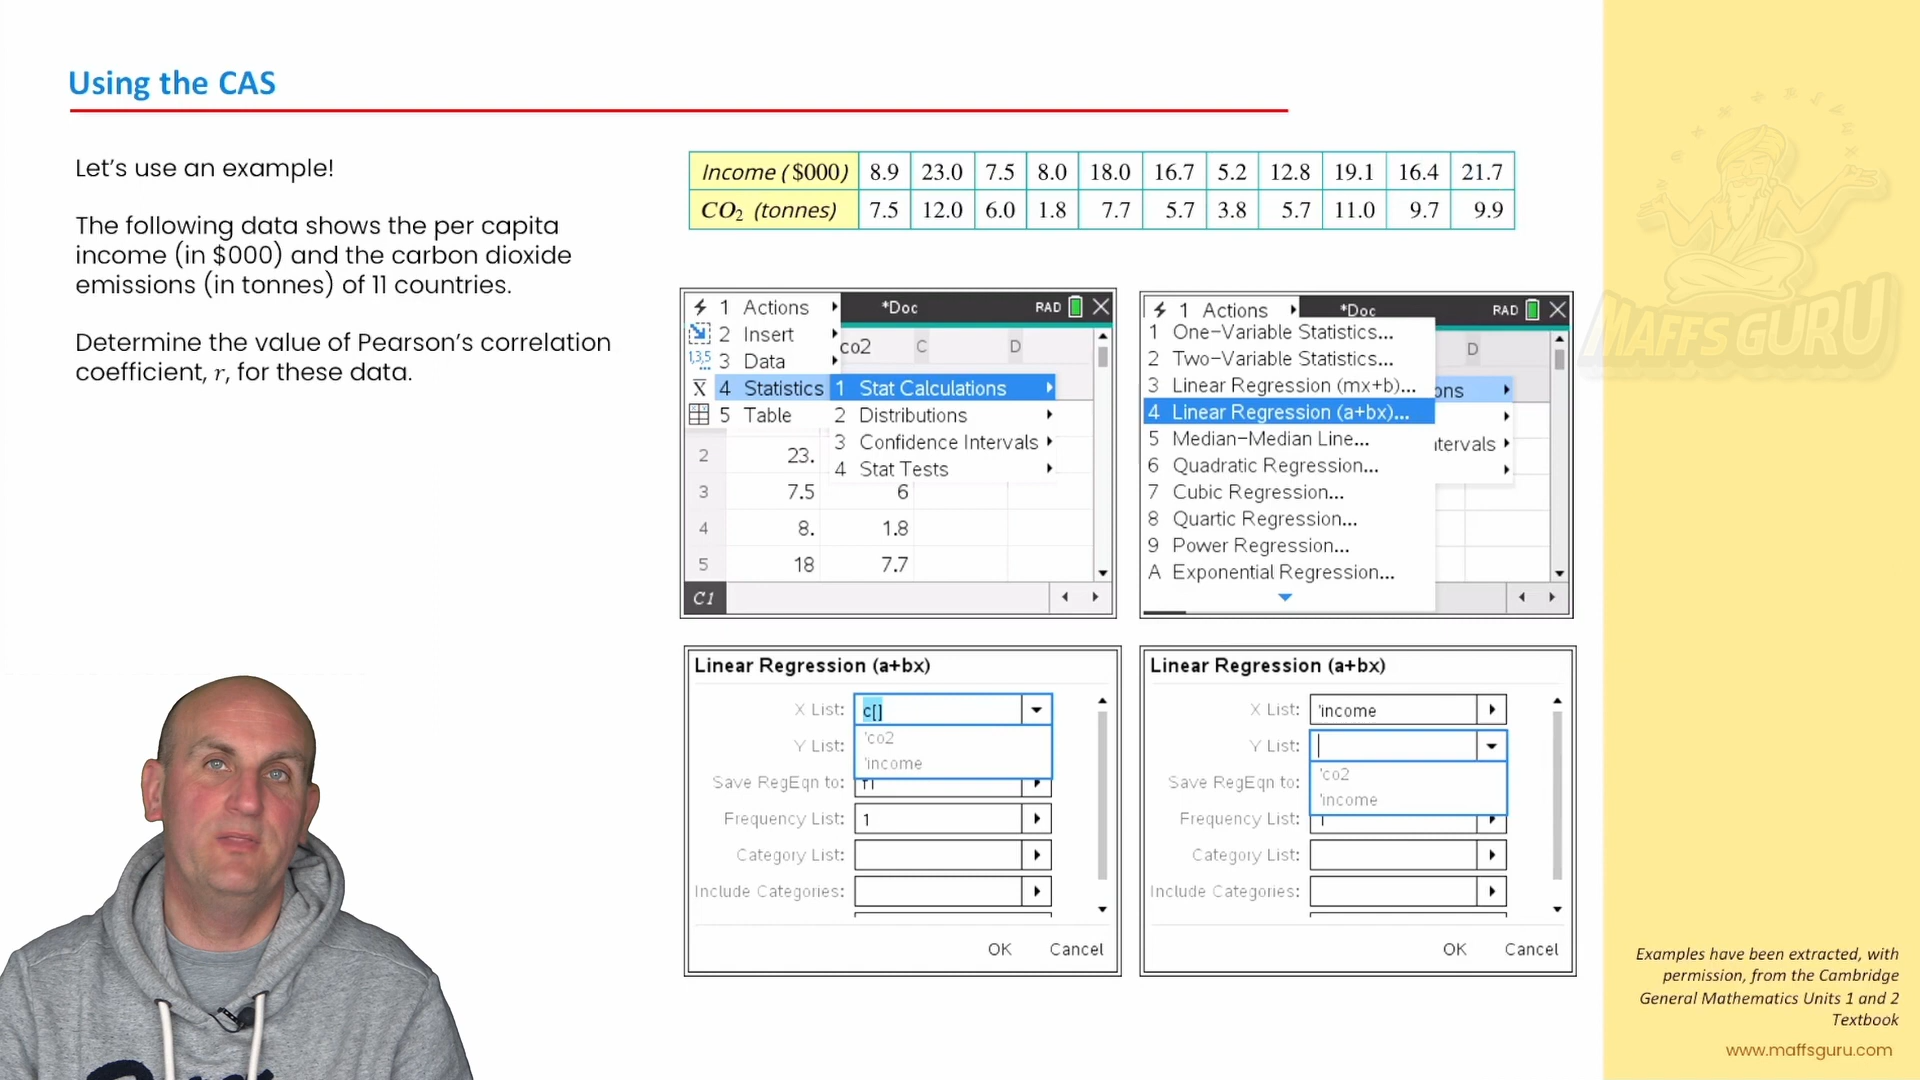 Using the CAS
Let's use an example!
The following data shows the per capita
income (in $000) and the carbon dioxide
emissions (in tonnes) of 11 countries.
Determine the value of Pearson's correlation
coefficient, r, for these data.
Income ($000) 8.9 23.0 7.5 8.0 18.0 16.7 5.2 12.8 19.1 16.4 21.7
CO2 (tonnes) 7.5 12.0 6.0 1.8 7.7 5.7 3.8 5.7 11.0 9.7 9.9
1 Actions *Doc RAD
2 Insert
3 Data co2 C D
4 Statistics 1 Stat Calculations
5 Table 2 Distributions
3 Confidence Intervals
4 Stat Tests
2 23.
3 7.5 6
4 8. 1.8
5 18 7.7
C1
1 Actions *Doc RAD
1 One-Variable Statistics...
2 Two-Variable Statistics... D
3 Linear Regression (mx+b)... ons
4 Linear Regression (a+bx)...
5 Median-Median Line... ntervals
6 Quadratic Regression...
7 Cubic Regression...
8 Quartic Regression...
9 Power Regression...
A Exponential Regression...
Linear Regression (a+bx)
X List: c[]
Y List: 'co2
'income
Save RegEqn to: f1
Frequency List: 1
Category List:
Include Categories:
OK Cancel
Linear Regression (a+bx)
X List: 'income
Y List:
'co2
Save RegEqn to: 'income
Frequency List: 1
Category List:
Include Categories:
OK Cancel
MAFFS GURU
Examples have been extracted, with
permission, from the Cambridge
General Mathematics Units 1 and 2
Textbook
www.maffsguru.com